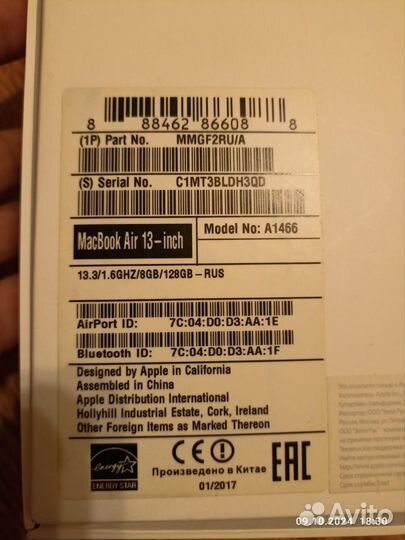 8 88462 86608 8
(1P) Part No. MMGF2RU/A
(S) Serial No. C1MT3BLDH3QD
MacBook Air 13-inch
Model No: A1466
13.3/1.6GHZ/8GB/128GB-RUS
AirPort ID: 7C:04:D0:D3:AA:1E
Bluetooth ID: 7C:04:D0:D3:AA:1F
Designed by Apple in California
Assembled in China
Apple Distribution International
Hollyhill Industrial Estate, Cork, Ireland
Other Foreign Items as Marked Thereon
energy
ENERGY STAR
CE
Произведено в Китае
01/2017
EAC
09.10.2024 18:30
Avito